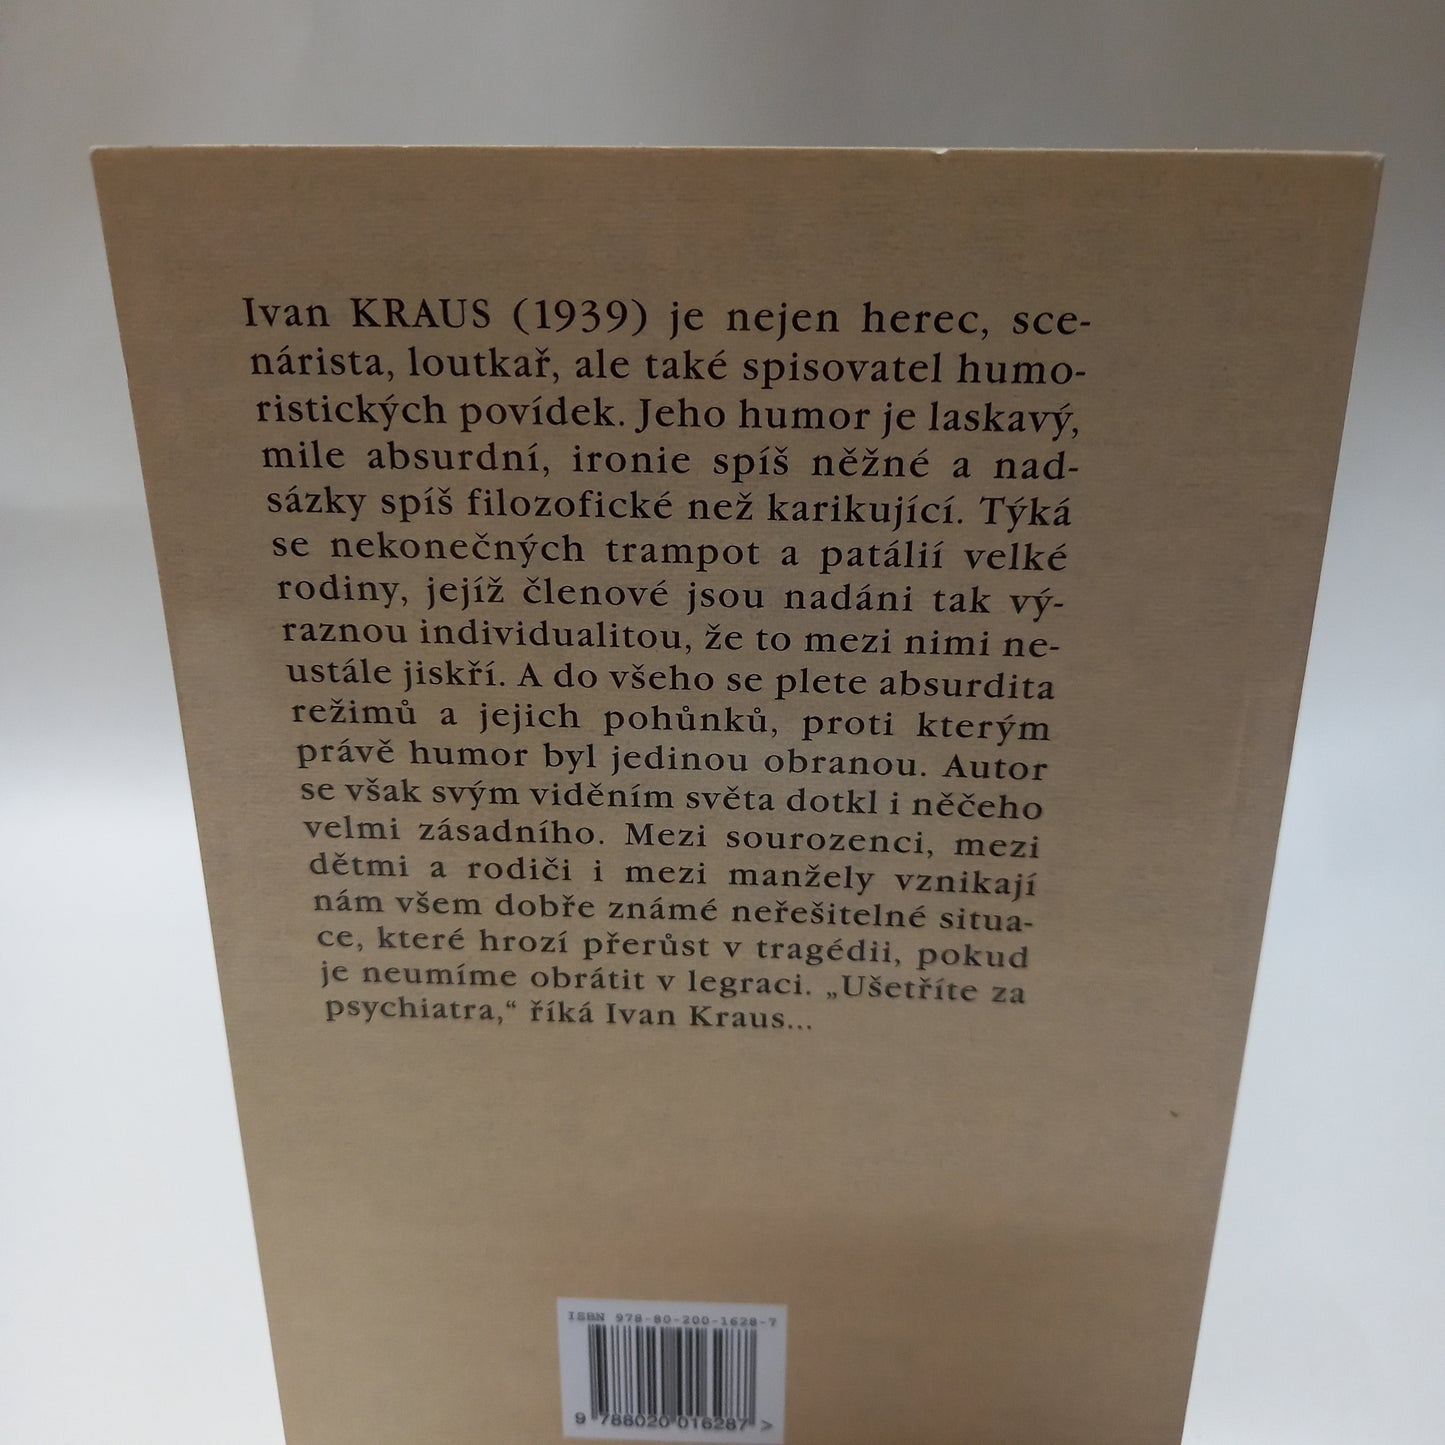 Ivan KRAUS (1939) je nejen herec, sce-
nárista, loutkař, ale také spisovatel humo-
ristických povídek. Jeho humor je laskavý,
mile absurdní, ironie spíš něžné a nad-
sázky spíš filozofické než karikující. Týká
se nekonečných trampot a patálií velké
rodiny, jejíž členové jsou nadáni tak vý-
raznou individualitou, že to mezi nimi ne-
ustále jiskří. A do všeho se plete absurdita
režimů a jejich pohůnků, proti kterým
právě humor byl jedinou obranou. Autor
se však svým viděním světa dotkl i něčeho
velmi zásadního. Mezi sourozenci, mezi
dětmi a rodiči i mezi manžely vznikají
nám všem dobře známé neřešitelné situa-
ce, které hrozí přerůst v tragédii, pokud
je neumíme obrátit v legraci. „Ušetříte za
psychiatra,“ říká Ivan Kraus...
ISBN 978-80-200-1628-7
9 788020 016287 >